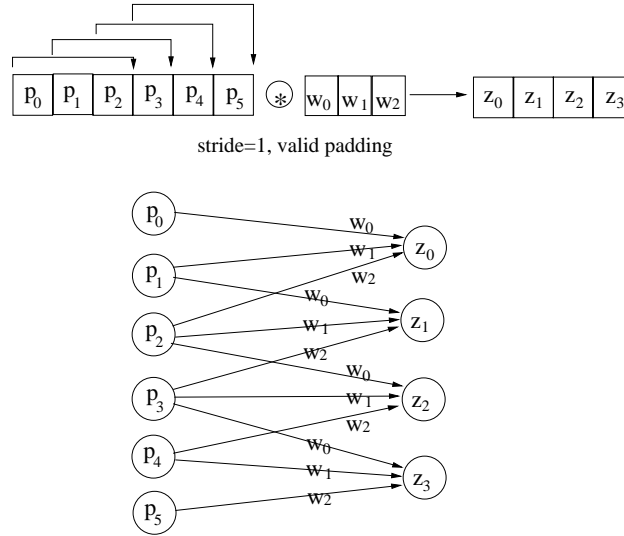 p0 p1 p2 p3 p4 p5 * w0 w1 w2 z0 z1 z2 z3
stride=1, valid padding
p0
w0
w1
z0
p1
w2
w0
p2
w1
z1
w2
w0
p3
w1
z2
w2
p4
w0
w1
z3
w2
p5